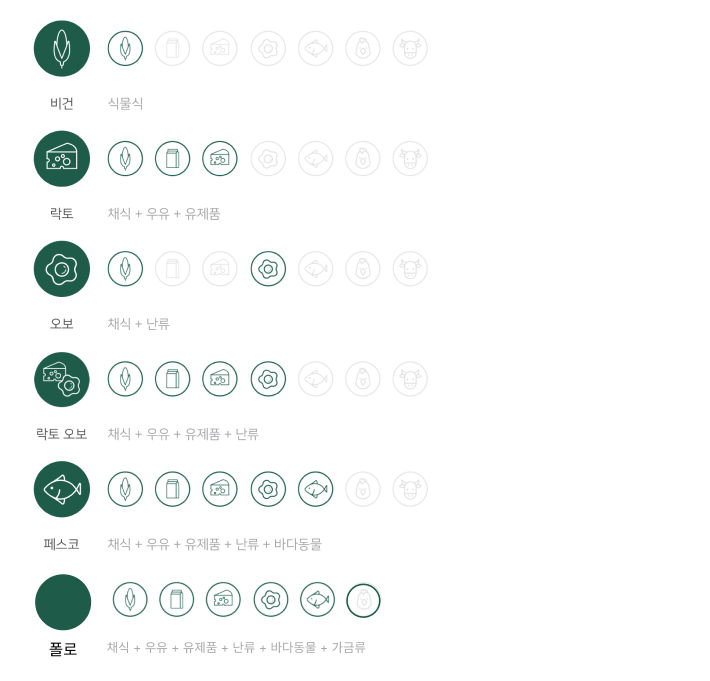 비건
식물식
락토
채식 + 우유 + 유제품
오보
채식 + 난류
락토 오보
채식 + 우유 + 유제품 + 난류
페스코
채식 + 우유 + 유제품 + 난류 + 바다동물
폴로
채식 + 우유 + 유제품 + 난류 + 바다동물 + 가금류